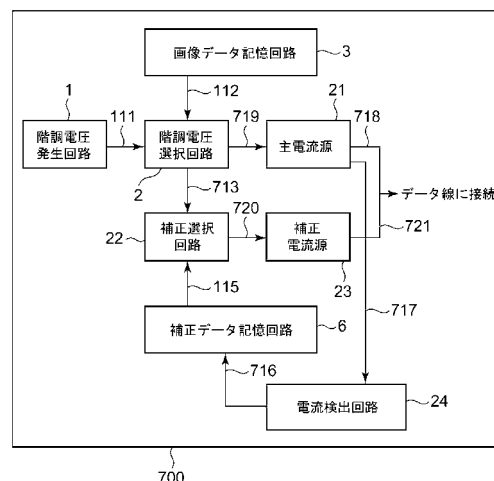 画像データ記憶回路
3
112
1
階調電圧
発生回路
111
階調電圧
選択回路
2
719
21
主電流源
718
データ線に接続
713
22
補正選択
回路
720
補正
電流源
23
721
115
717
補正データ記憶回路
6
716
電流検出回路
24
700